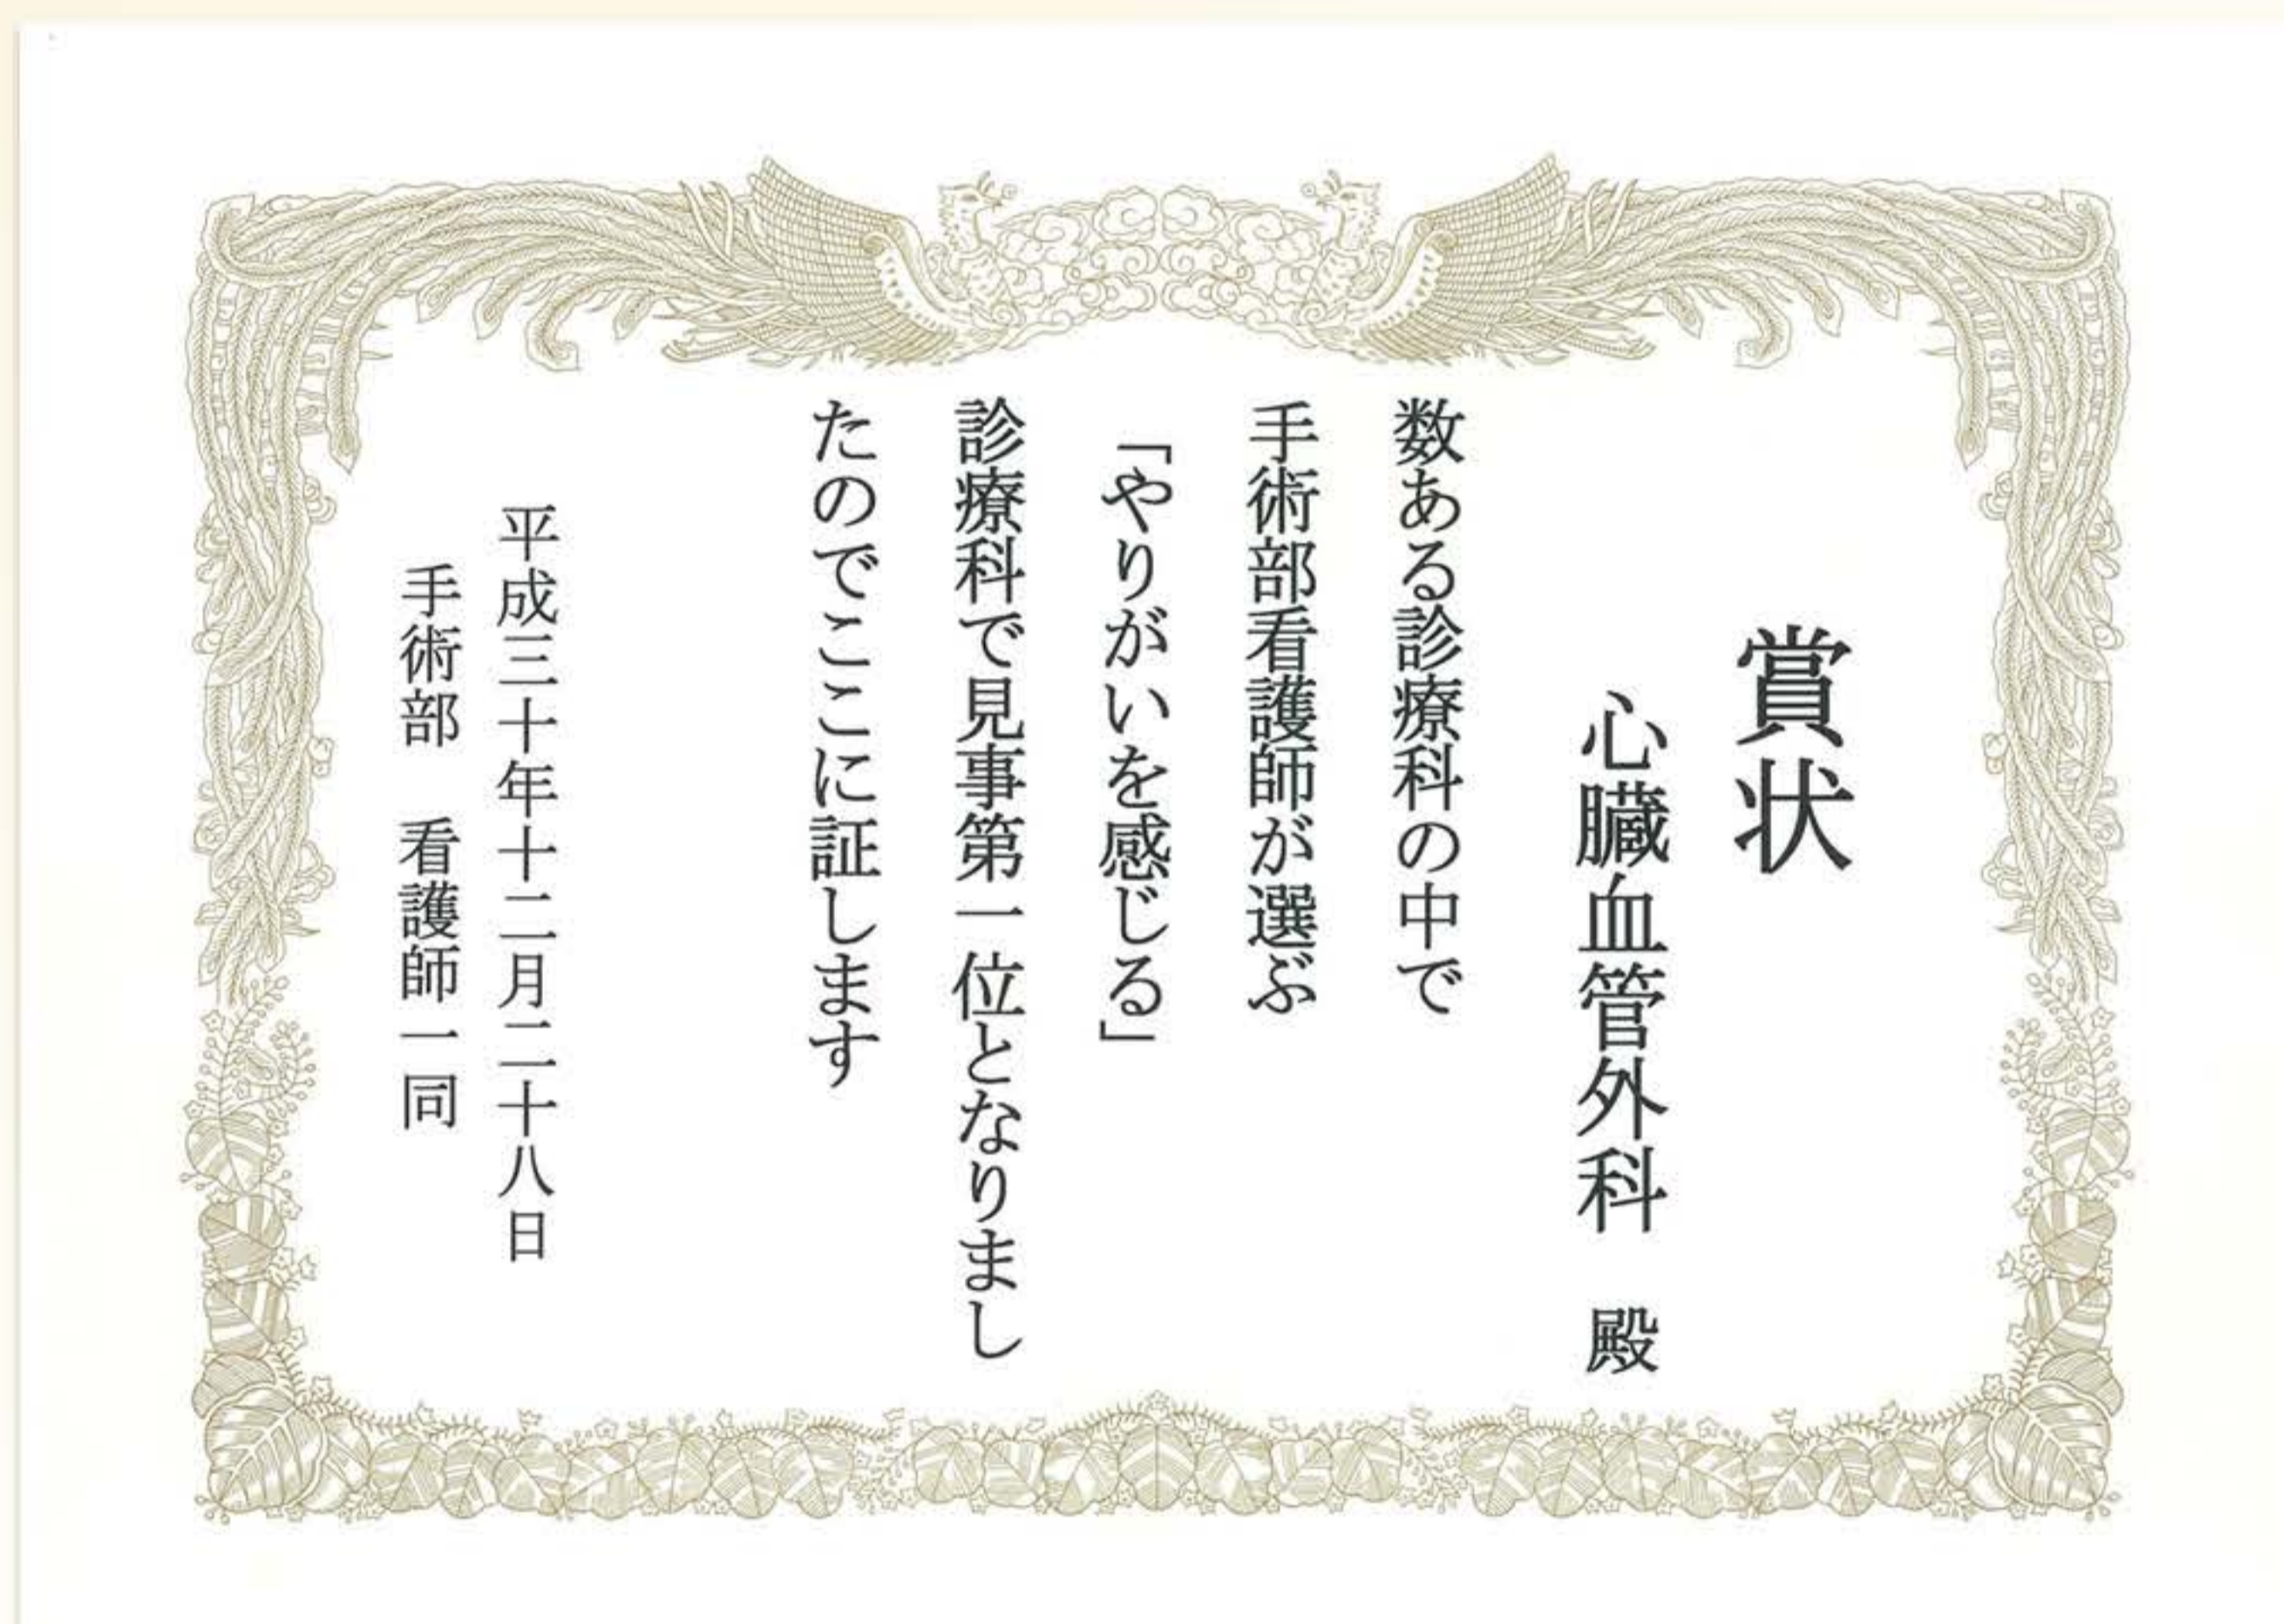 賞状
心臓血管外科　殿
数ある診療科の中で
手術部看護師が選ぶ
「やりがいを感じる」
診療科で見事第一位となりまし
たのでここに証します
平成三十年十二月二十八日
手術部　看護師一同